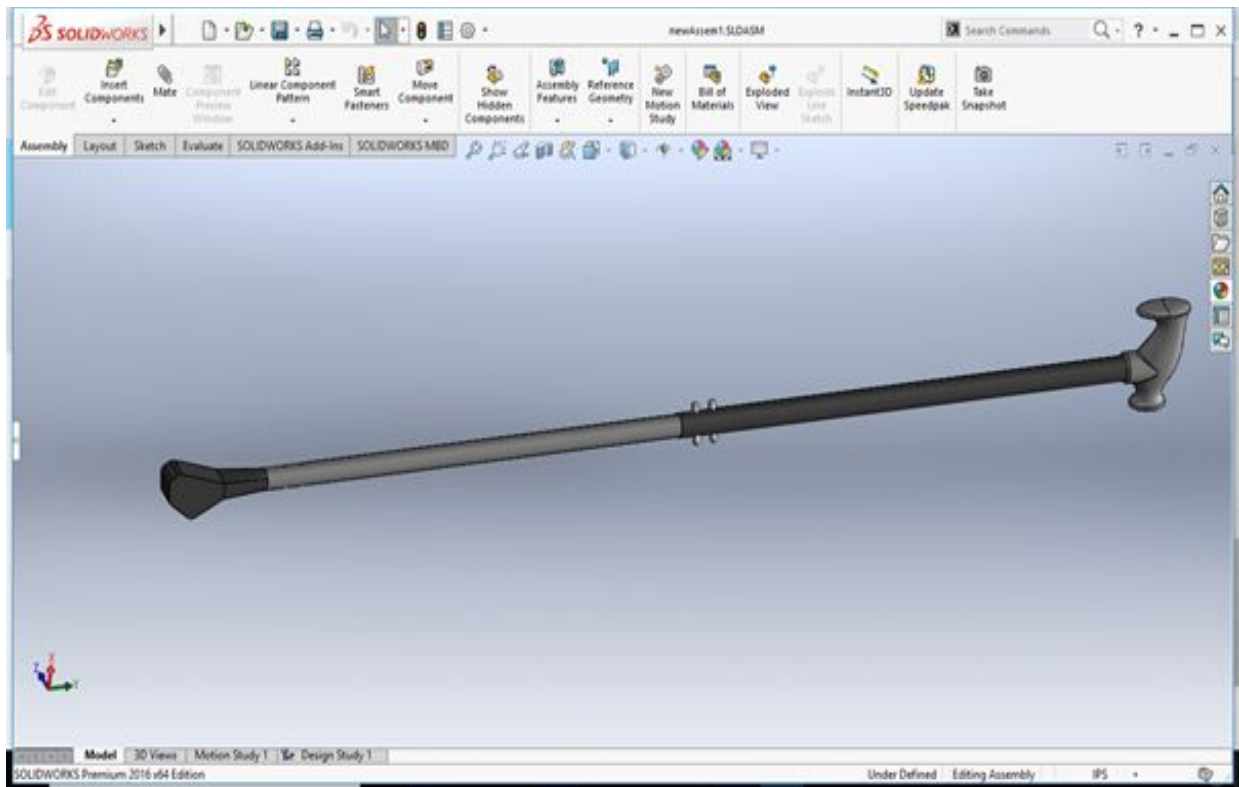 SOLIDWORKS
newAssem1.SLDASM
Search Commands
?
Edit Component
Insert Components
Mate
Component Preview Window
Linear Component Pattern
Smart Fasteners
Move Component
Show Hidden Components
Assembly Features
Reference Geometry
New Motion Study
Bill of Materials
Exploded View
Explode Line Sketch
Instant3D
Update Speedpak
Take Snapshot
Assembly Layout Sketch Evaluate SOLIDWORKS Add-Ins SOLIDWORKS MBD
Z X Y
Model 3D Views Motion Study 1 Design Study 1
SOLIDWORKS Premium 2016 x64 Edition Under Defined Editing Assembly IPS